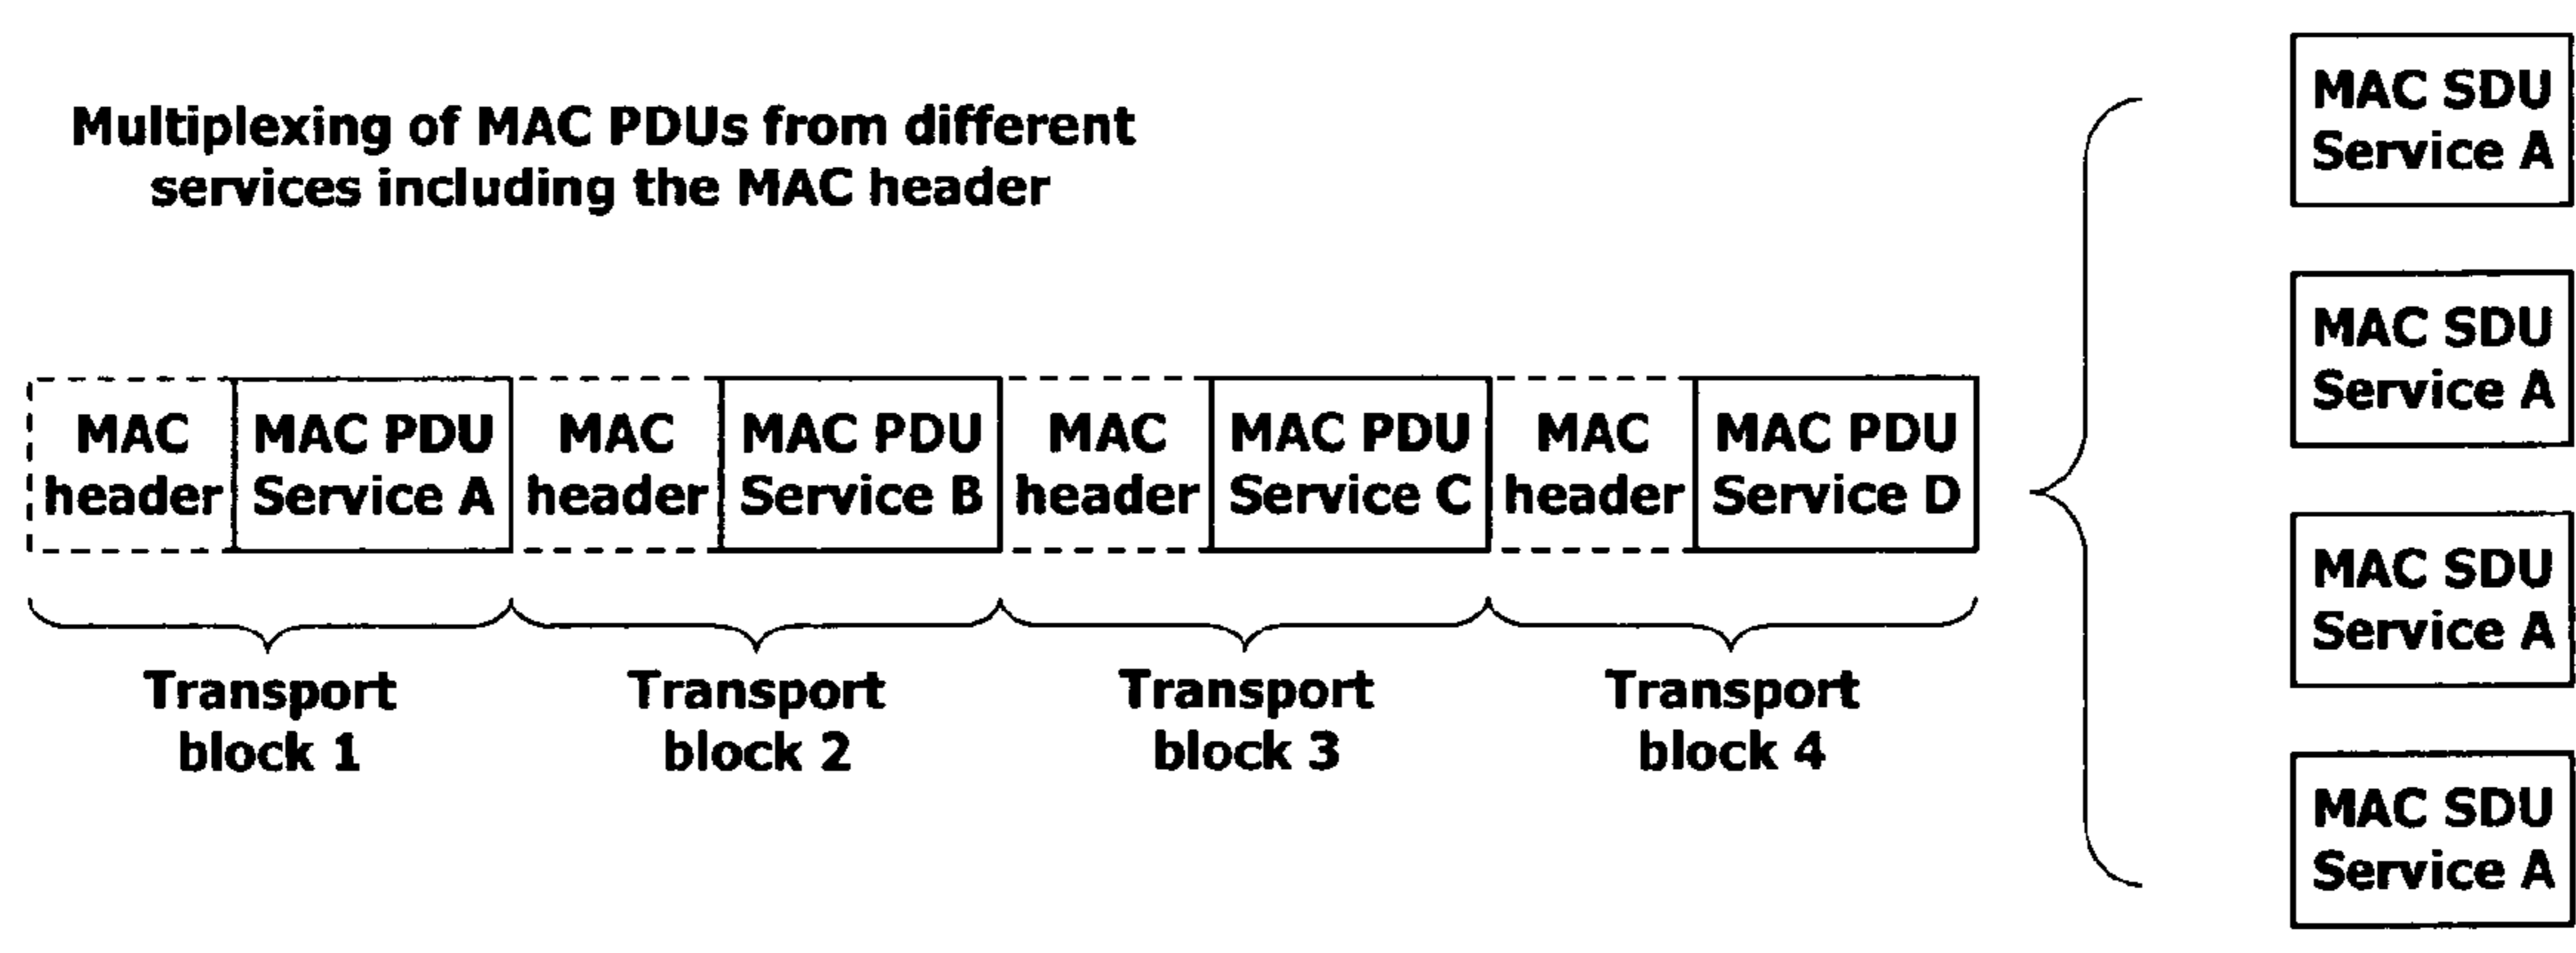 Multiplexing of MAC PDUs from different
services including the MAC header
MAC
header
MAC PDU
Service A
MAC
header
MAC PDU
Service B
MAC
header
MAC PDU
Service C
MAC
header
MAC PDU
Service D
Transport
block 1
Transport
block 2
Transport
block 3
Transport
block 4
MAC SDU
Service A
MAC SDU
Service A
MAC SDU
Service A
MAC SDU
Service A